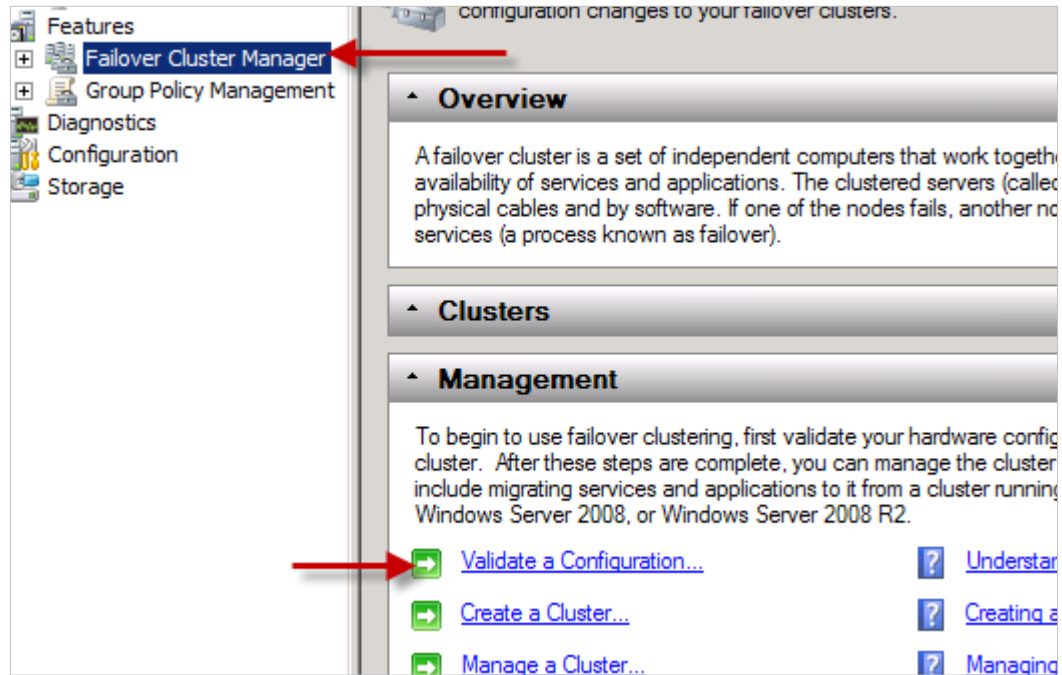 Features
Failover Cluster Manager
Group Policy Management
Diagnostics
Configuration
Storage
configuration changes to your failover clusters.
Overview
A failover cluster is a set of independent computers that work togeth
availability of services and applications. The clustered servers (called
physical cables and by software. If one of the nodes fails, another no
services (a process known as failover).
Clusters
Management
To begin to use failover clustering, first validate your hardware config
cluster. After these steps are complete, you can manage the cluster
include migrating services and applications to it from a cluster running
Windows Server 2008, or Windows Server 2008 R2.
Validate a Configuration...
Understan
Create a Cluster...
Creating a
Manage a Cluster...
Managing